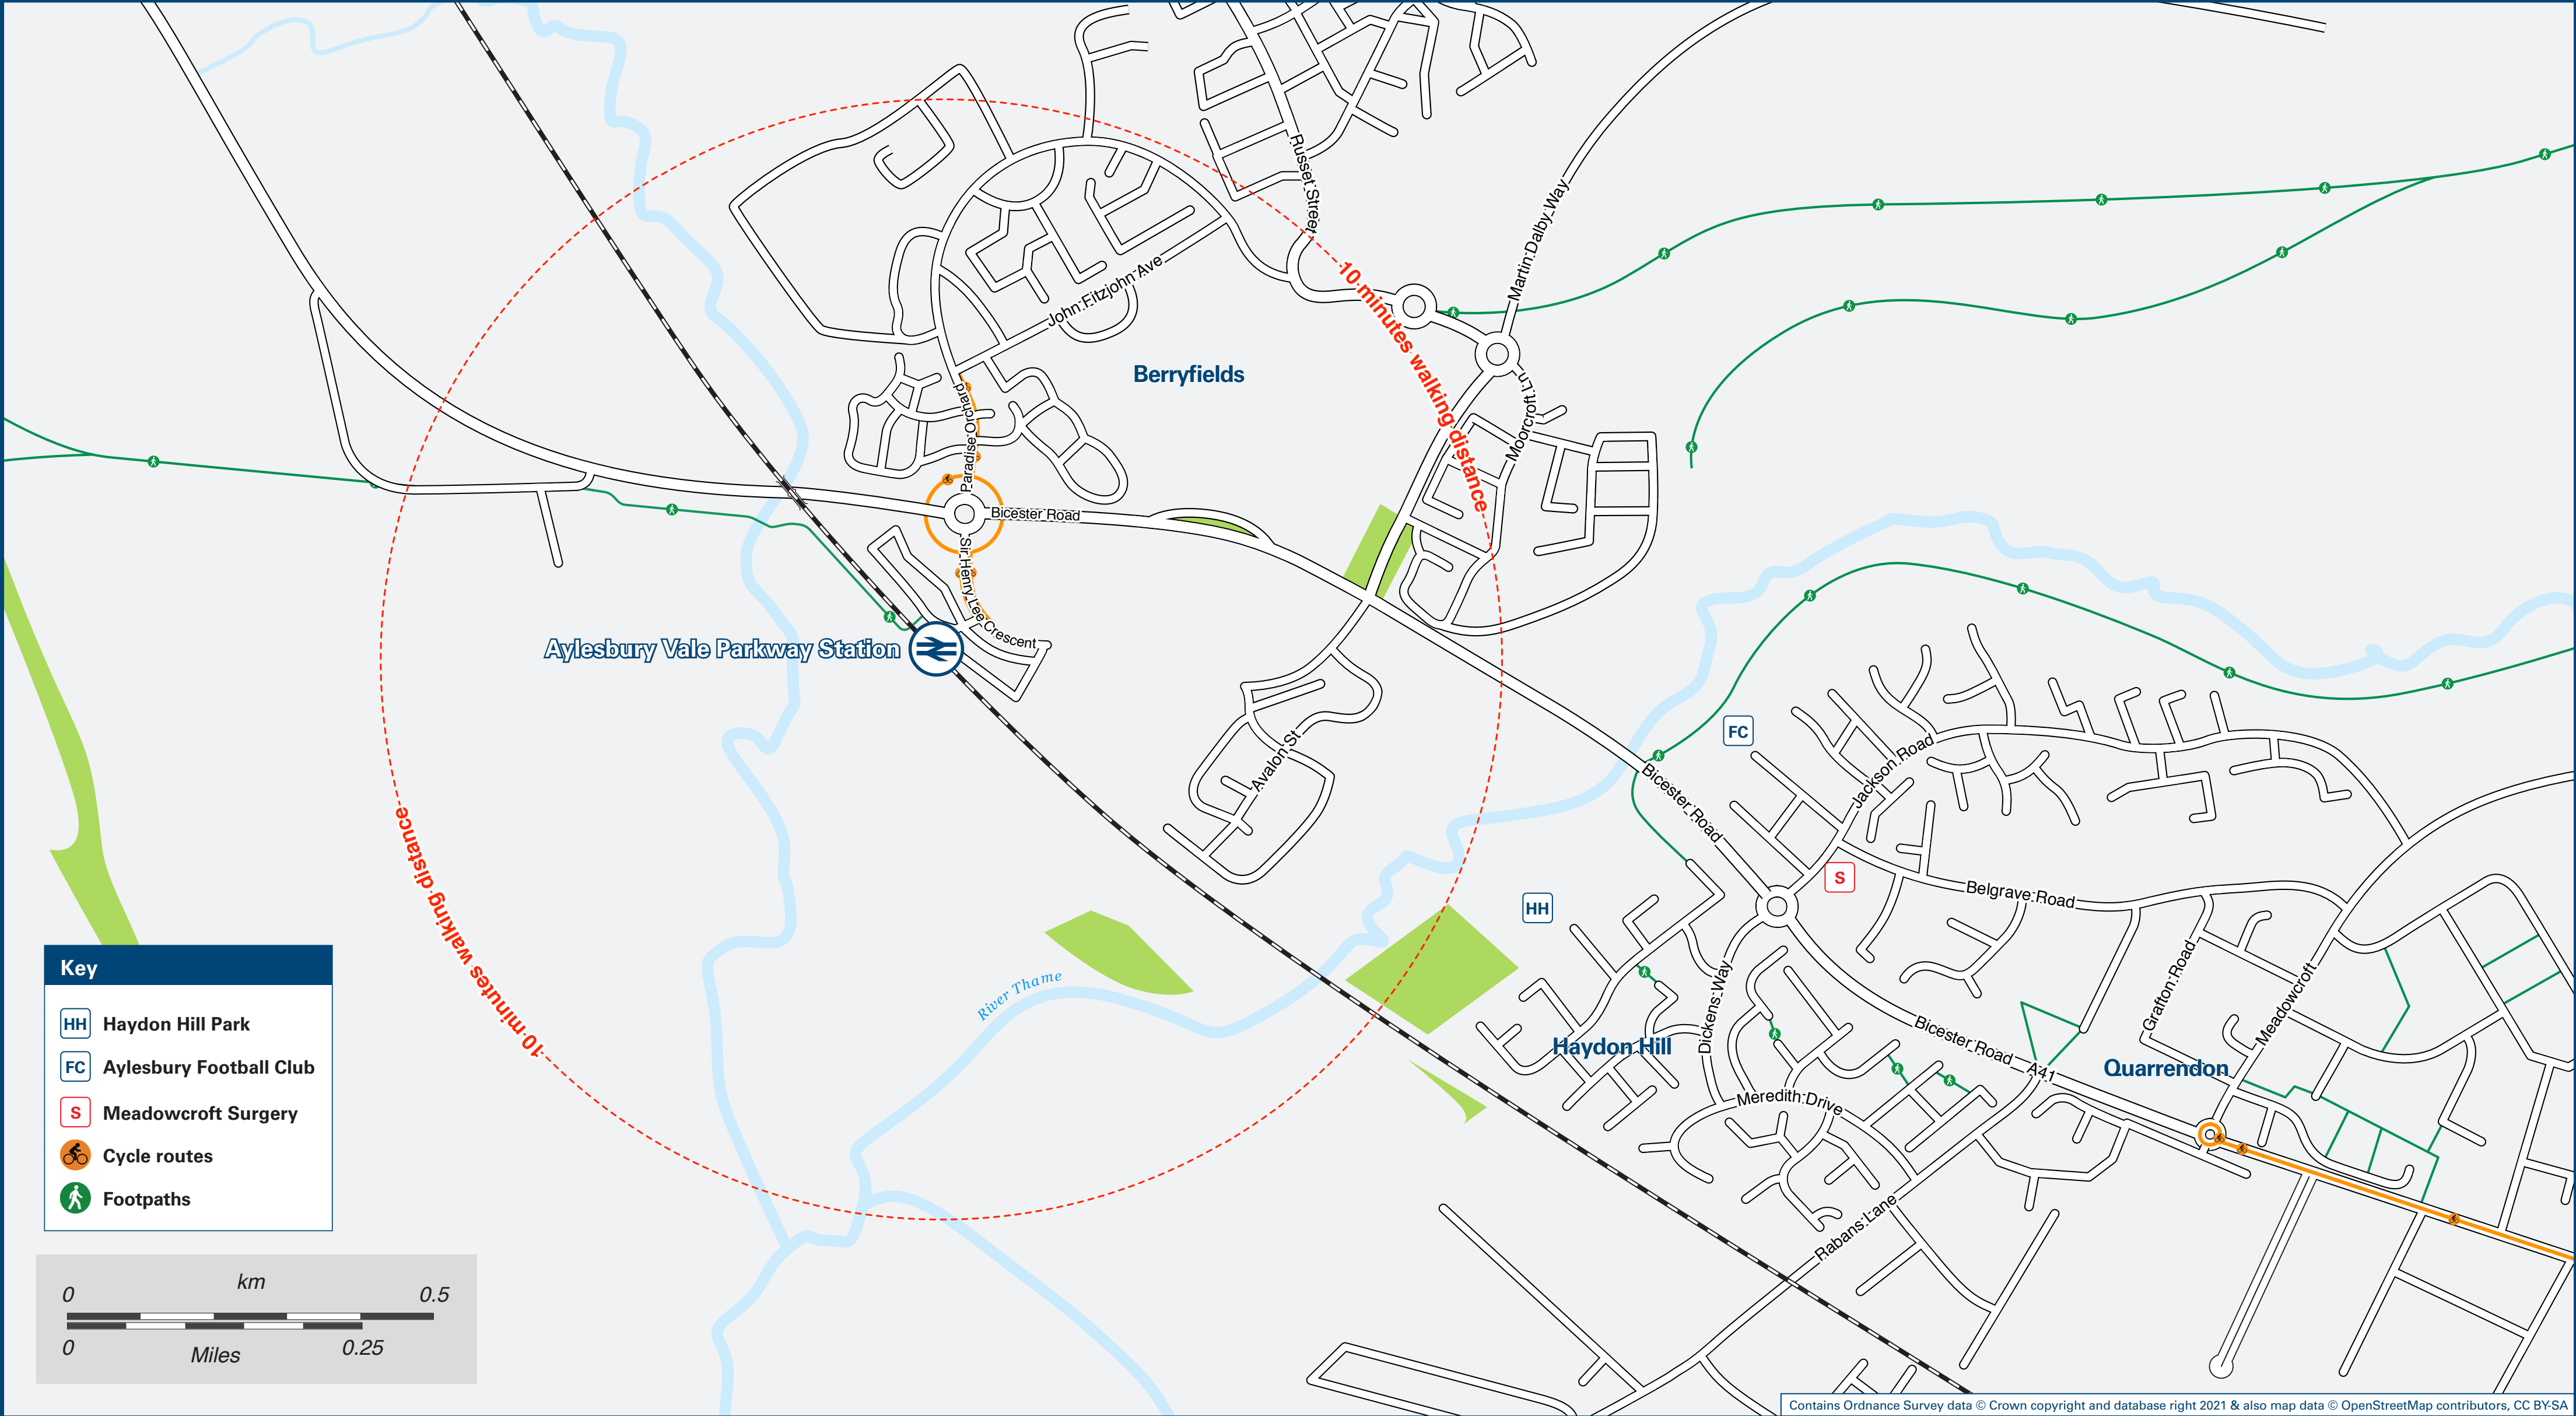 Russet Street
Martin Dalby Way
10 minutes walking distance
John Fitzjohn Ave
Berryfields
Moorcroft Ln
Paradise Orchard
Bicester Road
Sir Henry Lee Crescent
Aylesbury Vale Parkway Station
FC
Jackson Road
Avalon St
Bicester Road
10 minutes walking distance
S
Belgrave Road
HH
River Thame
Dickens Way
Grafton Road
Meadowcroft
Haydon Hill
Bicester Road A41
Quarrendon
Meredith Drive
Rabans Lane
Key
HH Haydon Hill Park
FC Aylesbury Football Club
S Meadowcroft Surgery
Cycle routes
Footpaths
km
0 0.5
0 0.25
Miles
Contains Ordnance Survey data © Crown copyright and database right 2021 & also map data © OpenStreetMap contributors, CC BY-SA